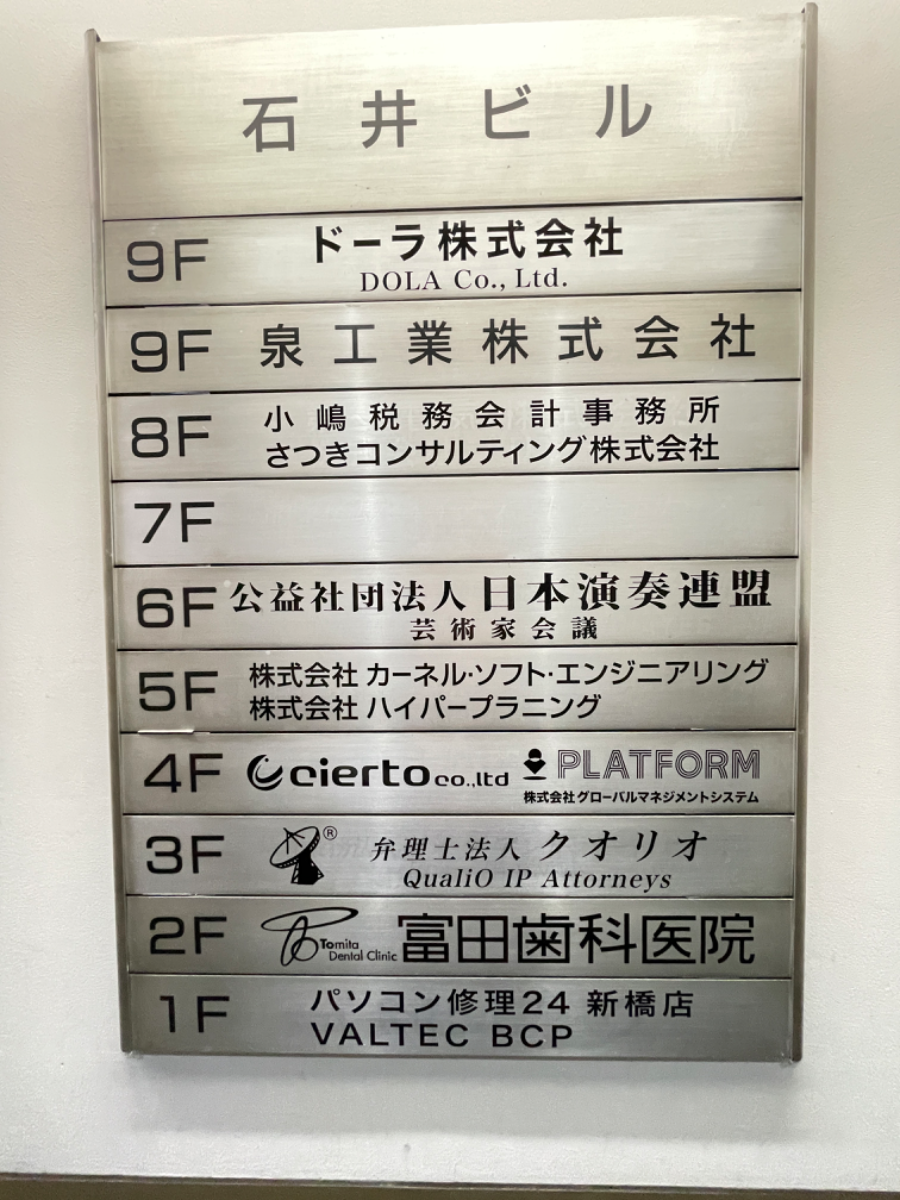 石井ビル
9F ドーラ株式会社
DOLA Co., Ltd.
9F 泉工業株式会社
8F 小嶋税務会計事務所
さつきコンサルティング株式会社
7F
6F 公益社団法人 日本演奏連盟
芸術家会議
5F 株式会社 カーネル・ソフト・エンジニアリング
株式会社 ハイパープラニング
4F cierto co.,ltd PLATFORM
株式会社グローバルマネジメントシステム
3F ® 弁理士法人 クオリオ
QualiO IP Attorneys
2F Tomita Dental Clinic 富田歯科医院
1F パソコン修理24 新橋店
VALTEC BCP